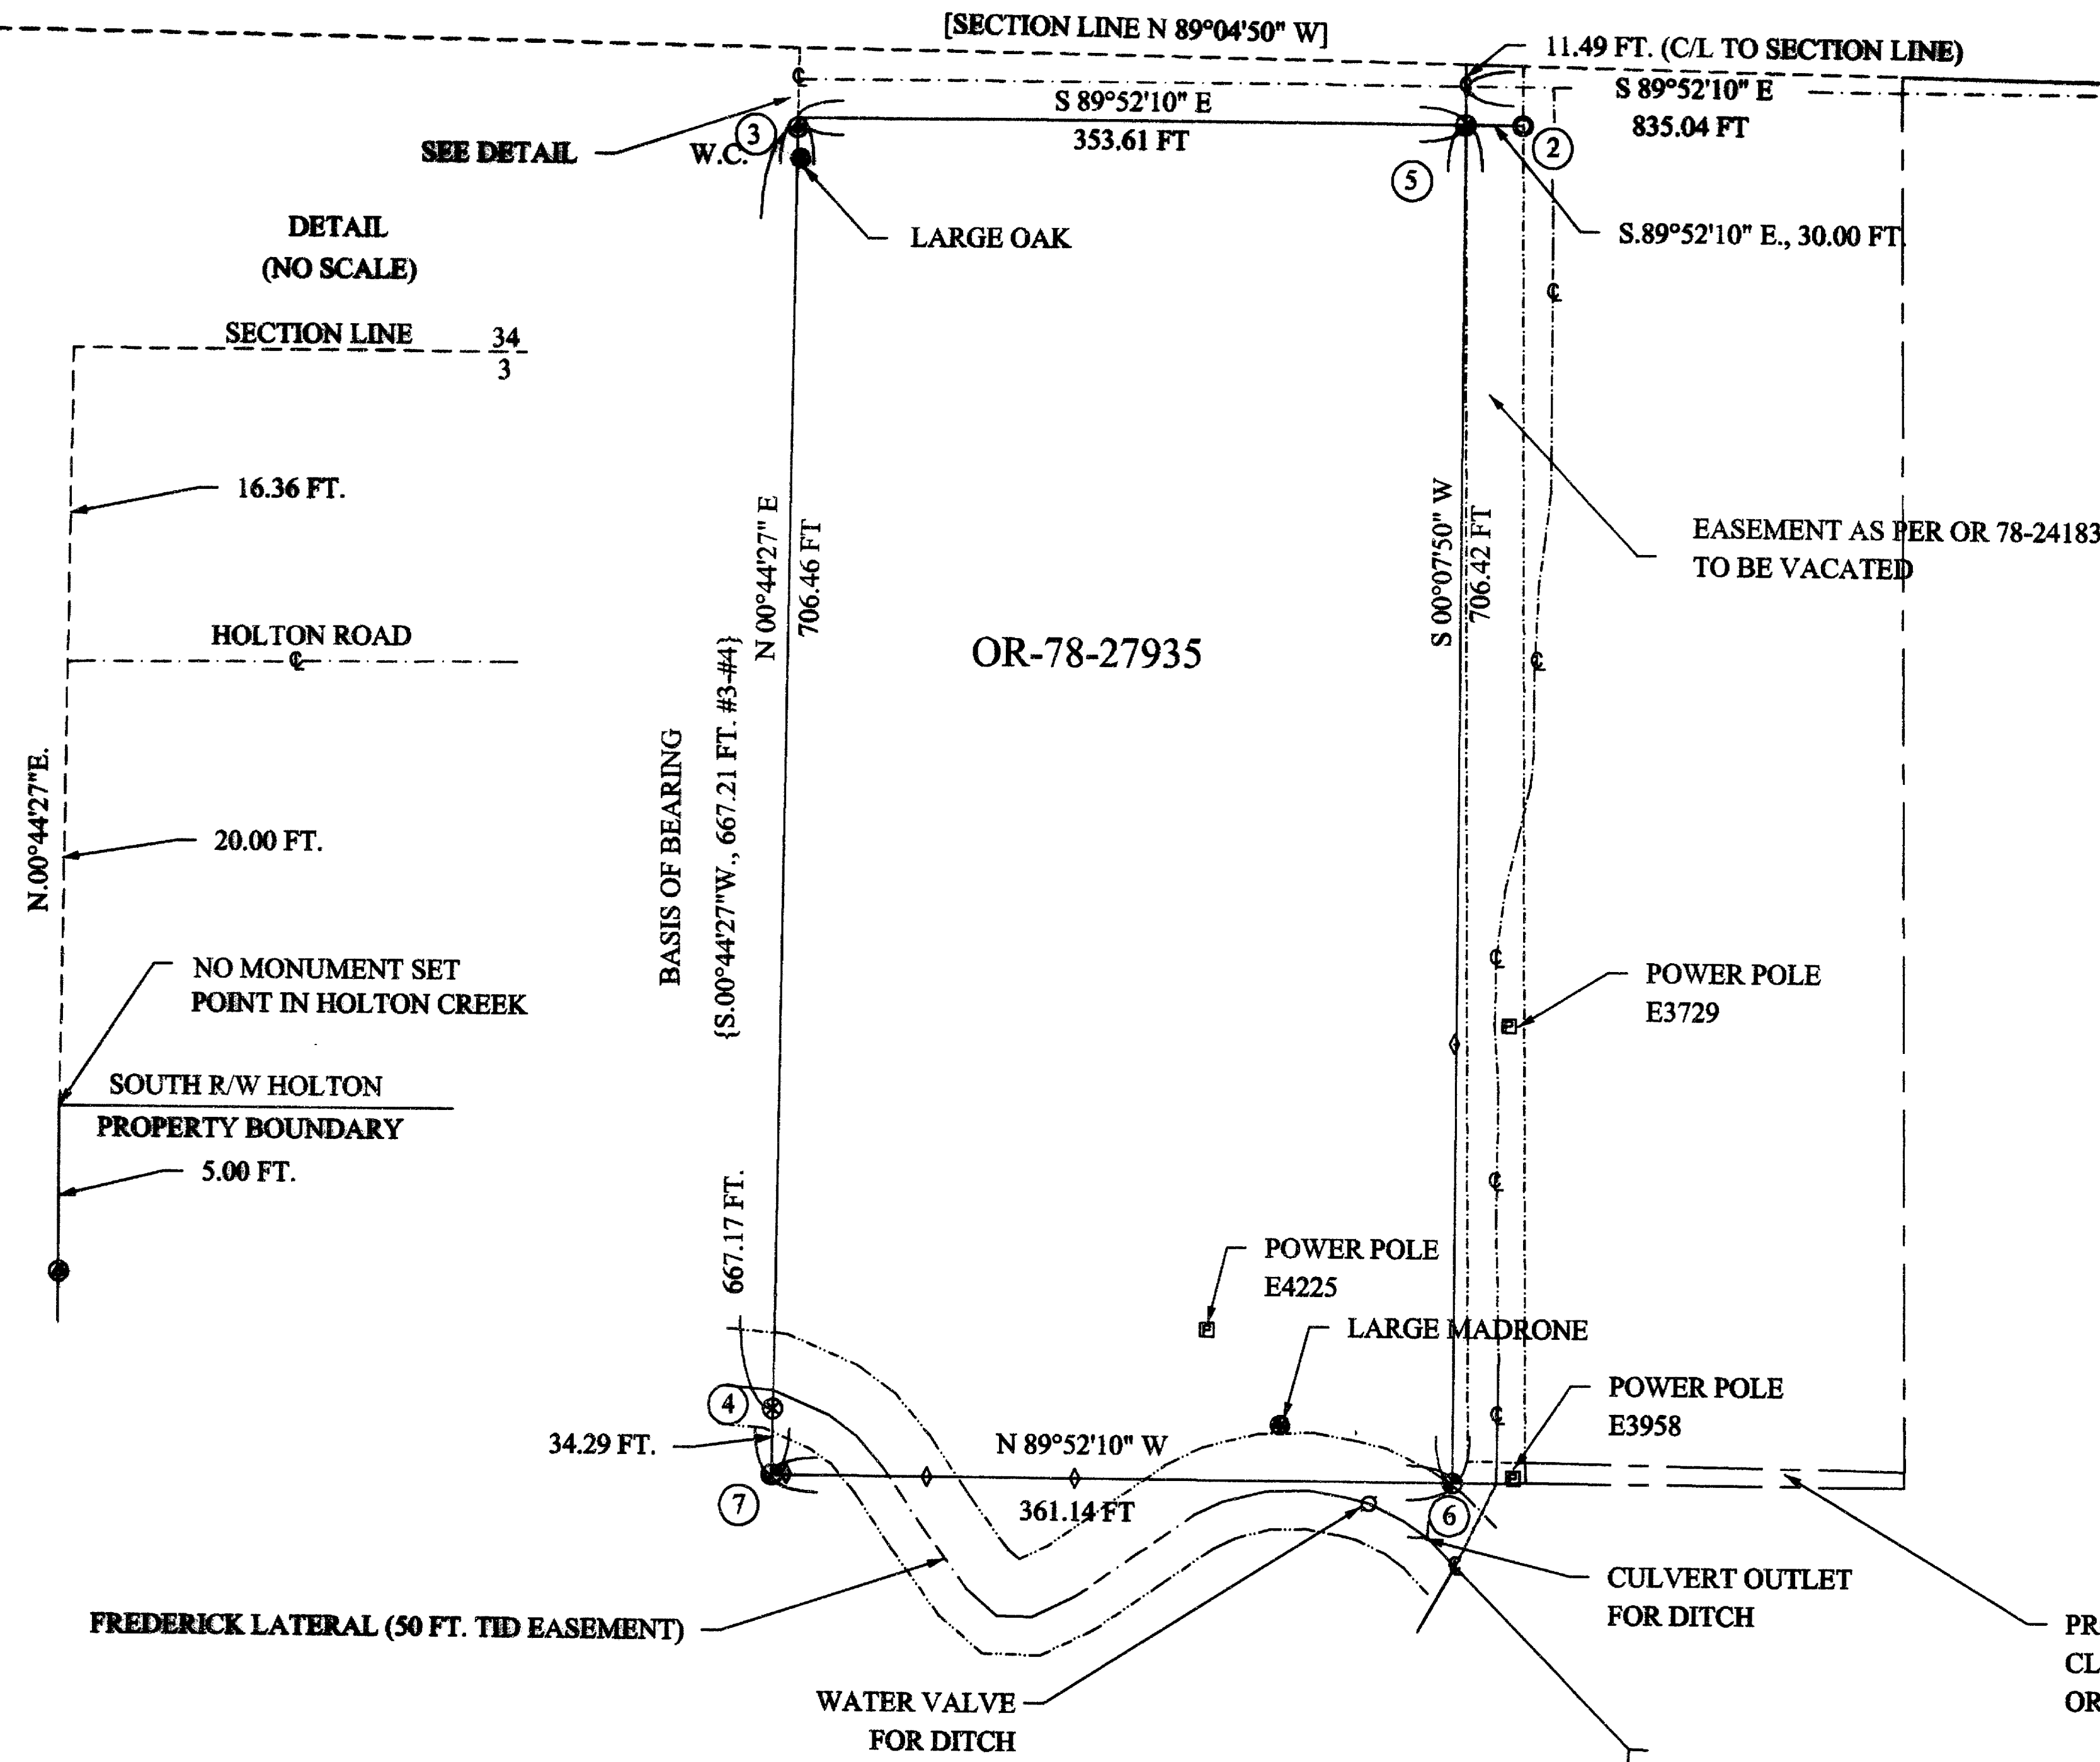 [SECTION LINE N 89°04'50" W]
11.49 FT. (C/L TO SECTION LINE)
S 89°52'10" E
835.04 FT
S 89°52'10" E
353.61 FT
3
2
5
SEE DETAIL
W.C.
LARGE OAK
S.89°52'10" E., 30.00 FT.
DETAIL
(NO SCALE)
SECTION LINE
34
3
16.36 FT.
HOLTON ROAD
N.00°44'27"E.
20.00 FT.
NO MONUMENT SET
POINT IN HOLTON CREEK
SOUTH R/W HOLTON
PROPERTY BOUNDARY
5.00 FT.
BASIS OF BEARING
{S.00°44'27"W., 667.21 FT. #3-#4}
N 00°44'27" E
706.46 FT
667.17 FT.
OR-78-27935
S 00°07'50" W
706.42 FT
EASEMENT AS PER OR 78-24183
TO BE VACATED
POWER POLE
E3729
POWER POLE
E4225
LARGE MADRONE
POWER POLE
E3958
4
34.29 FT.
N 89°52'10" W
361.14 FT
7
6
CULVERT OUTLET
FOR DITCH
FREDERICK LATERAL (50 FT. TID EASEMENT)
WATER VALVE
FOR DITCH
PR
CL
OR